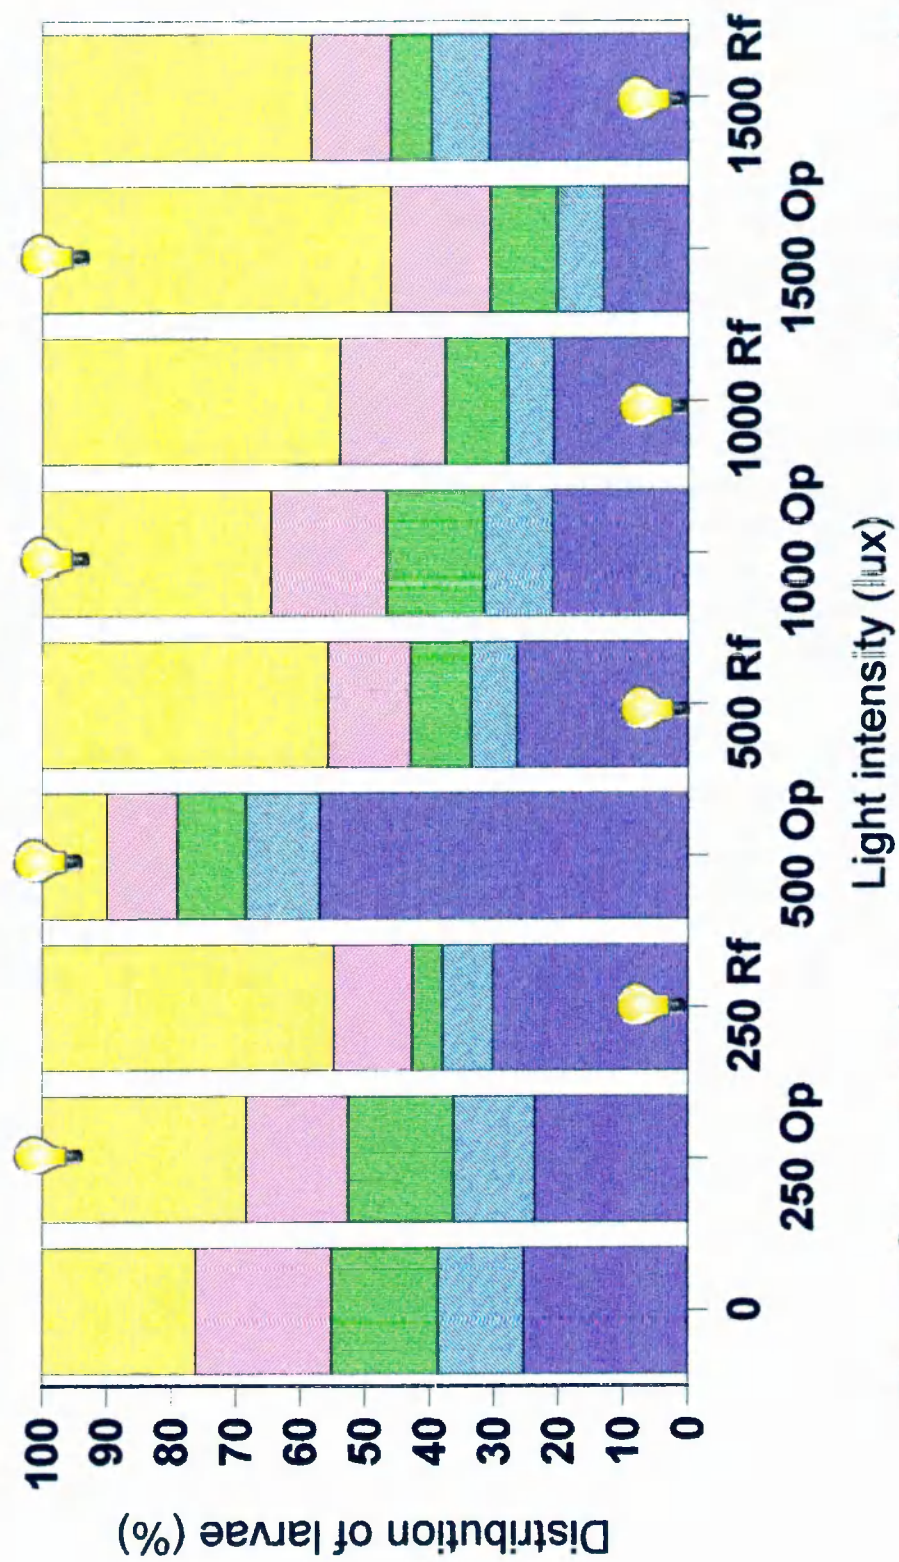 Distribution of larvae (%)
100
90
80
70
60
50
40
30
20
10
0
0
250 Op
250 Rf
500 Op
500 Rf
1000 Op
1000 Rf
1500 Op
1500 Rf
Light intensity (lux)